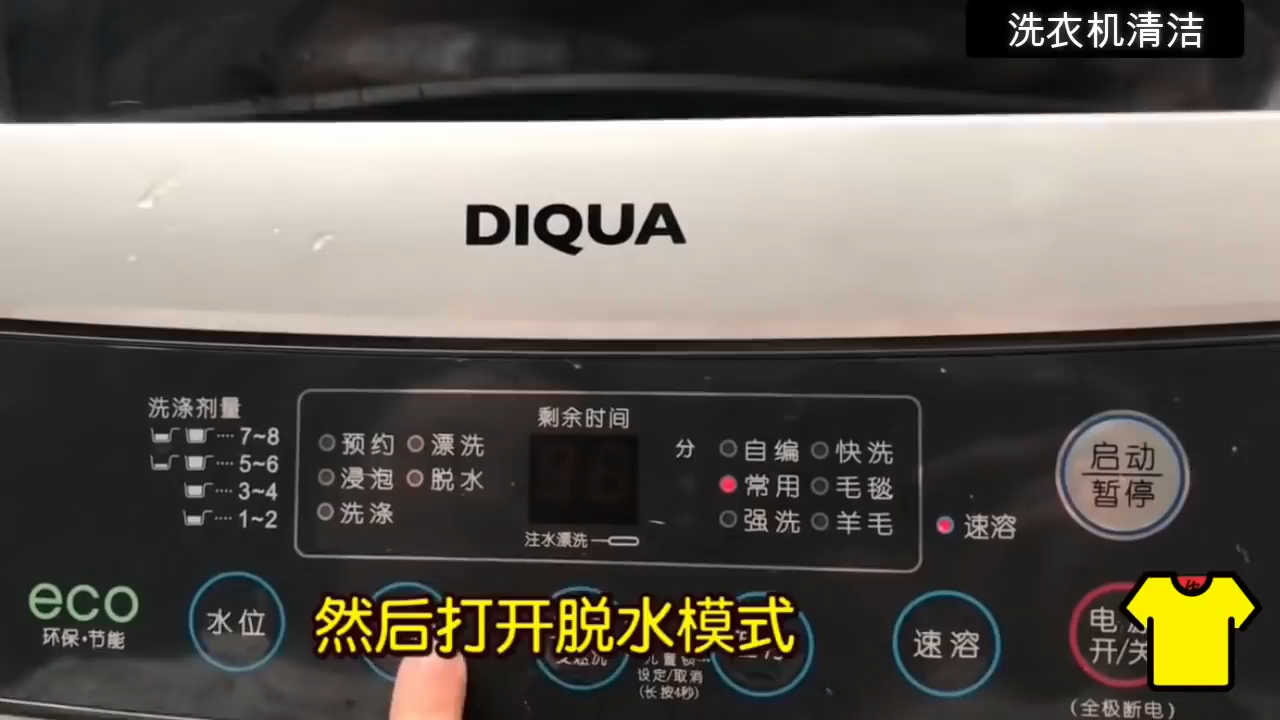 洗衣机清洁
DIQUA
洗涤剂量
7~8
5~6
3~4
1~2
剩余时间
分
预约 漂洗
浸泡 脱水
洗涤
注水漂洗
自编 快洗
常用 毛毯
强洗 羊毛
速溶
启动
暂停
eco
环保·节能
水位
然后打开脱水模式
设定/取消
(长按4秒)
速溶
电源
开/关
(全极断电)